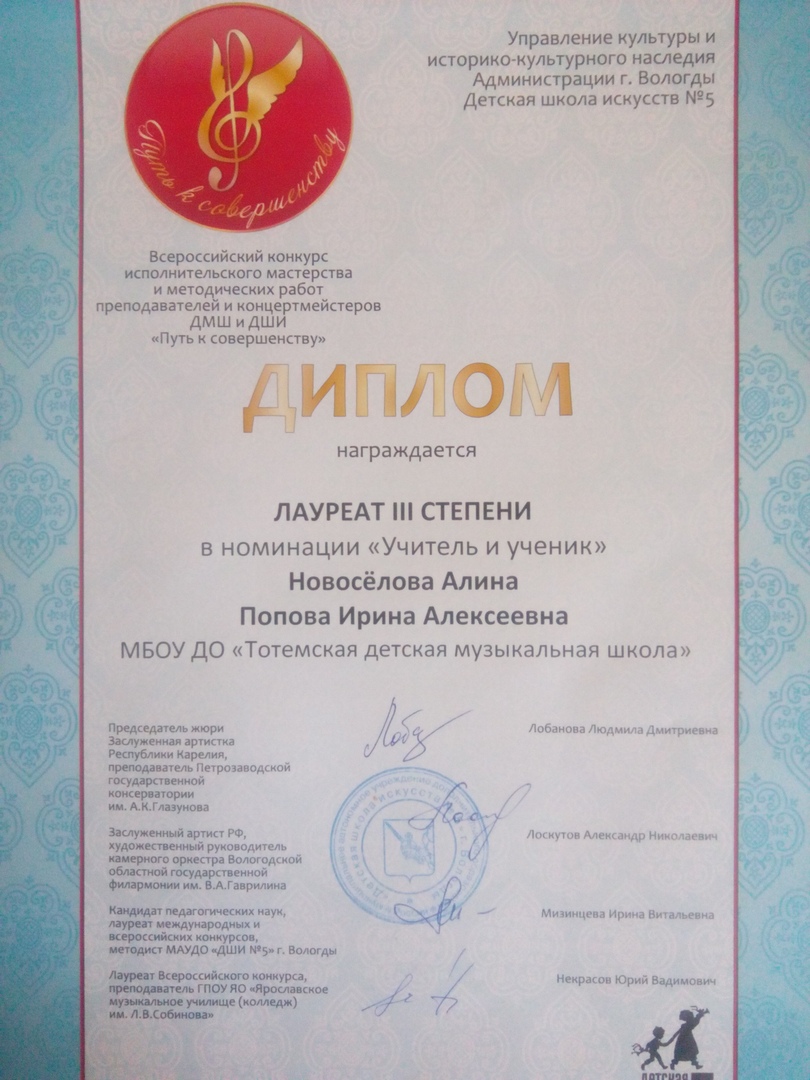 Путь к совершенству
Управление культуры и
историко-культурного наследия
Администрации г. Вологды
Детская школа искусств №5
Всероссийский конкурс
исполнительского мастерства
и методических работ
преподавателей и концертмейстеров
ДМШ и ДШИ
«Путь к совершенству»
ДИПЛОМ
награждается
ЛАУРЕАТ III СТЕПЕНИ
в номинации «Учитель и ученик»
Новосёлова Алина
Попова Ирина Алексеевна
МБОУ ДО «Тотемская детская музыкальная школа»
Председатель жюри
Заслуженная артистка
Республики Карелия,
преподаватель Петрозаводской
государственной
консерватории
им. А.К.Глазунова
Лобанова Людмила Дмитриевна
Заслуженный артист РФ,
художественный руководитель
камерного оркестра Вологодской
областной государственной
филармонии им. В.А.Гаврилина
Лоскутов Александр Николаевич
Кандидат педагогических наук,
лауреат международных и
всероссийских конкурсов,
методист МАУДО «ДШИ №5» г. Вологды
Мизинцева Ирина Витальевна
Лауреат Всероссийского конкурса,
преподаватель ГПОУ ЯО «Ярославское
музыкальное училище (колледж)
им. Л.В.Собинова»
Некрасов Юрий Вадимович
ДЕТСКАЯ